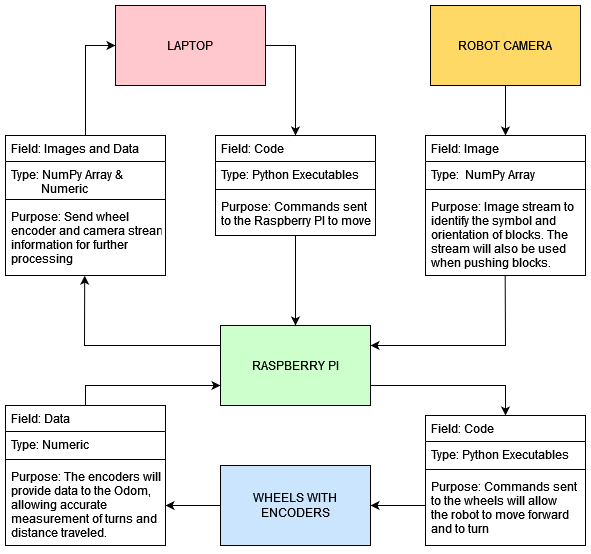 LAPTOP
ROBOT CAMERA
Field: Images and Data
Type: NumPy Array &
Numeric
Purpose: Send wheel
encoder and camera stream
information for further
processing
Field: Code
Type: Python Executables
Purpose: Commands sent
to the Raspberry PI to move
Field: Image
Type: NumPy Array
Purpose: Image stream to
identify the symbol and
orientation of blocks. The
stream will also be used
when pushing blocks.
RASPBERRY PI
Field: Data
Type: Numeric
Purpose: The encoders will
provide data to the Odom,
allowing accurate
measurement of turns and
distance traveled.
WHEELS WITH
ENCODERS
Field: Code
Type: Python Executables
Purpose: Commands sent
to the wheels will allow
the robot to move forward
and to turn